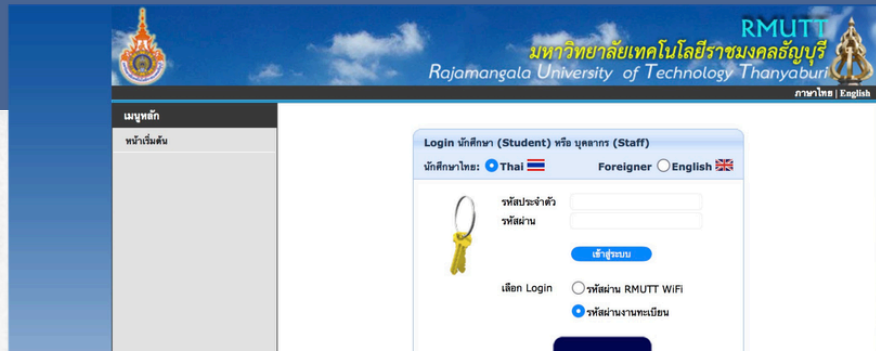 RMUTT
มหาวิทยาลัยเทคโนโลยีราชมงคลธัญบุรี
Rajamangala University of Technology Thanyaburi
ภาษาไทย | English
เมนูหลัก
หน้าเริ่มต้น
Login นักศึกษา (Student) หรือ บุคลากร (Staff)
นักศึกษาไทย: Thai Foreigner English
รหัสประจำตัว
รหัสผ่าน
เข้าสู่ระบบ
เลือก Login รหัสผ่าน RMUTT WiFi
รหัสผ่านงานทะเบียน